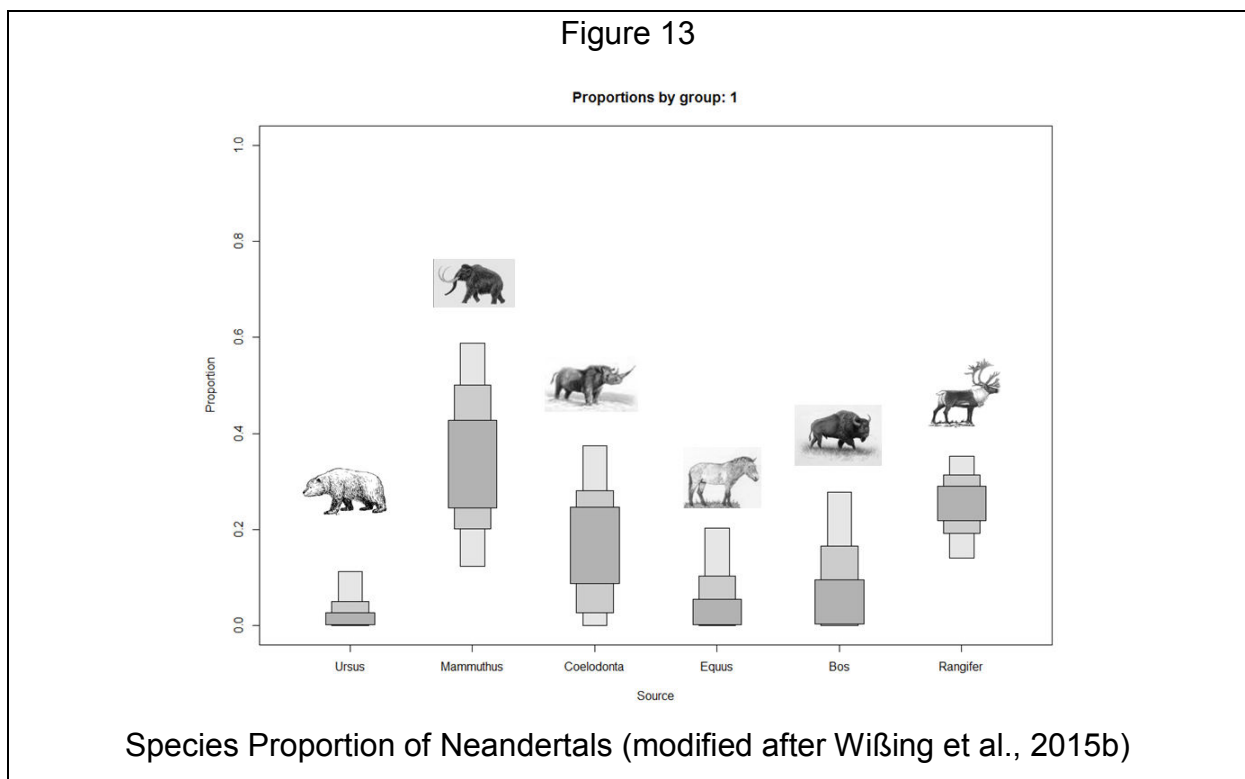 Figure 13
Proportions by group: 1
1.0
0.8
0.6
0.4
0.2
0.0
Proportion
Ursus Mammuthus Coelodonta Equus Bos Rangifer
Source
Species Proportion of Neandertals (modified after Wißing et al., 2015b)